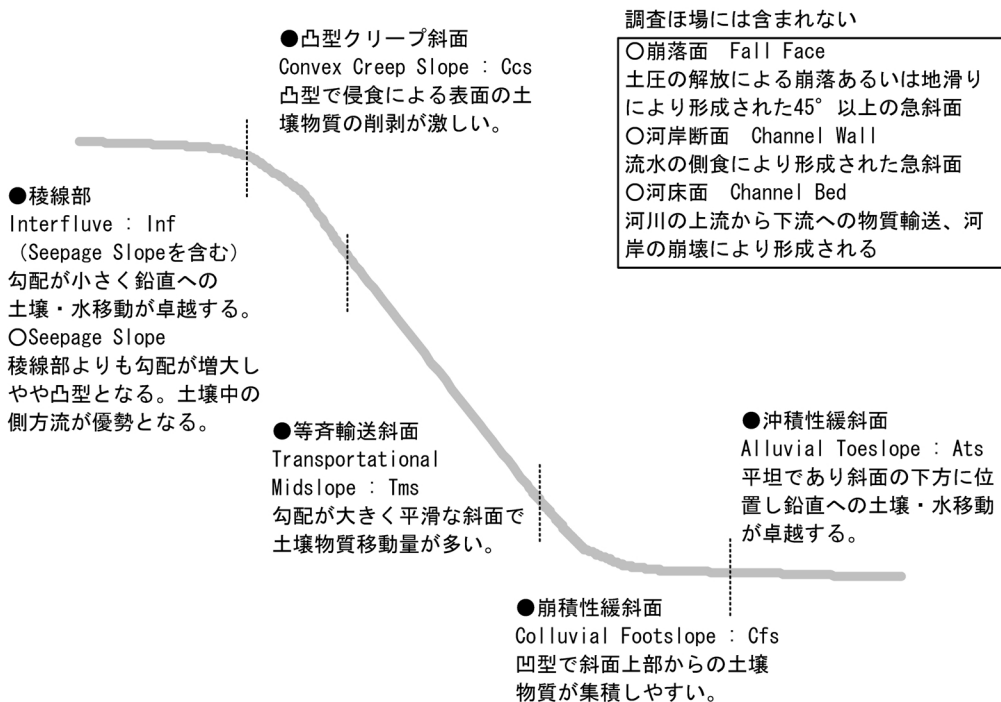 ●凸型クリープ斜面
Convex Creep Slope : Ccs
凸型で侵食による表面の土
壌物質の削剥が激しい。
調査ほ場には含まれない
○崩落面 Fall Face
土圧の解放による崩落あるいは地滑り
により形成された45°以上の急斜面
○河岸断面 Channel Wall
流水の側食により形成された急斜面
○河床面 Channel Bed
河川の上流から下流への物質輸送、河
岸の崩壊により形成される
●稜線部
Interfluve : Inf
（Seepage Slopeを含む）
勾配が小さく鉛直への
土壌・水移動が卓越する。
○Seepage Slope
稜線部よりも勾配が増大し
やや凸型となる。土壌中の
側方流が優勢となる。
●等斉輸送斜面
Transportational
Midslope : Tms
勾配が大きく平滑な斜面で
土壌物質移動量が多い。
●沖積性緩斜面
Alluvial Toeslope : Ats
平坦であり斜面の下方に位
置し鉛直への土壌・水移動
が卓越する。
●崩積性緩斜面
Colluvial Footslope : Cfs
凹型で斜面上部からの土壌
物質が集積しやすい。